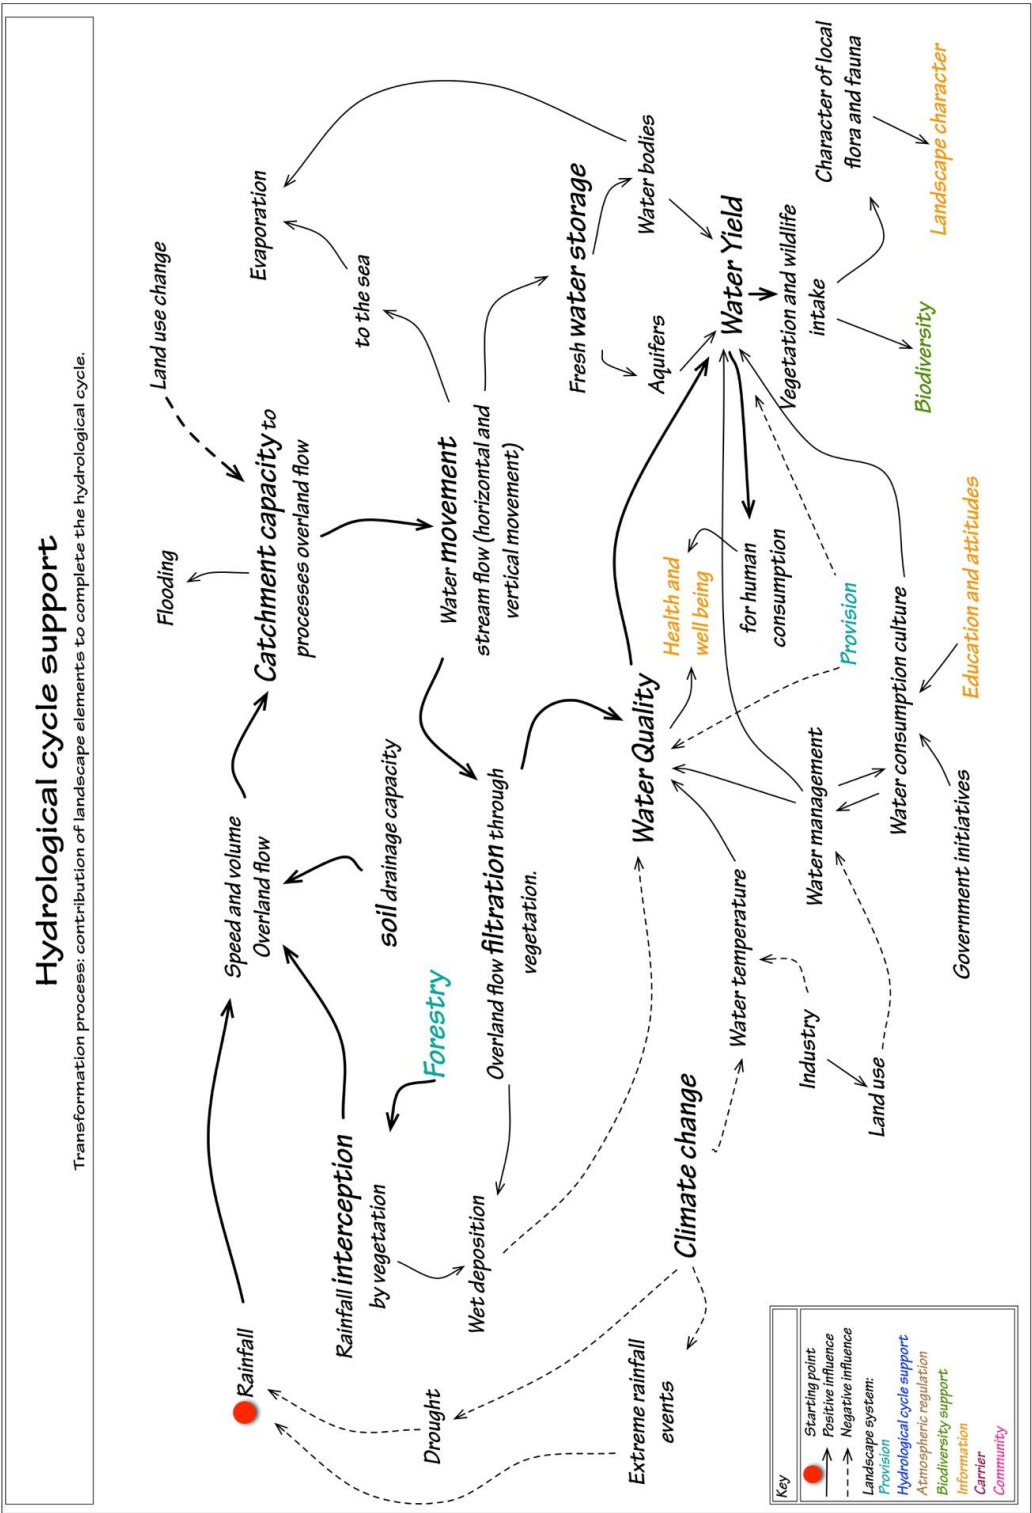 Hydrological cycle support
Transformation process: contribution of landscape elements to complete the hydrological cycle.
Rainfall
Speed and volume
Overland flow
Catchment capacity to
processes overland flow
Flooding
Land use change
Evaporation
to the sea
Rainfall interception
by vegetation
soil drainage capacity
Forestry
Water movement
stream flow (horizontal and
vertical movement)
Wet deposition
Overland flow filtration through
vegetation.
Fresh water storage
Aquifers
Water bodies
Drought
Extreme rainfall
events
Climate change
Water Quality
Health and
well being
Water Yield
for human
consumption
Vegetation and wildlife
intake
Character of local
flora and fauna
Water temperature
Industry
Land use
Water management
Provision
Water consumption culture
Government initiatives
Education and attitudes
Biodiversity
Landscape character
Key
Starting point
Positive influence
Negative influence
Landscape system:
Provision
Hydrological cycle support
Atmospheric regulation
Biodiversity support
Information
Carrier
Community